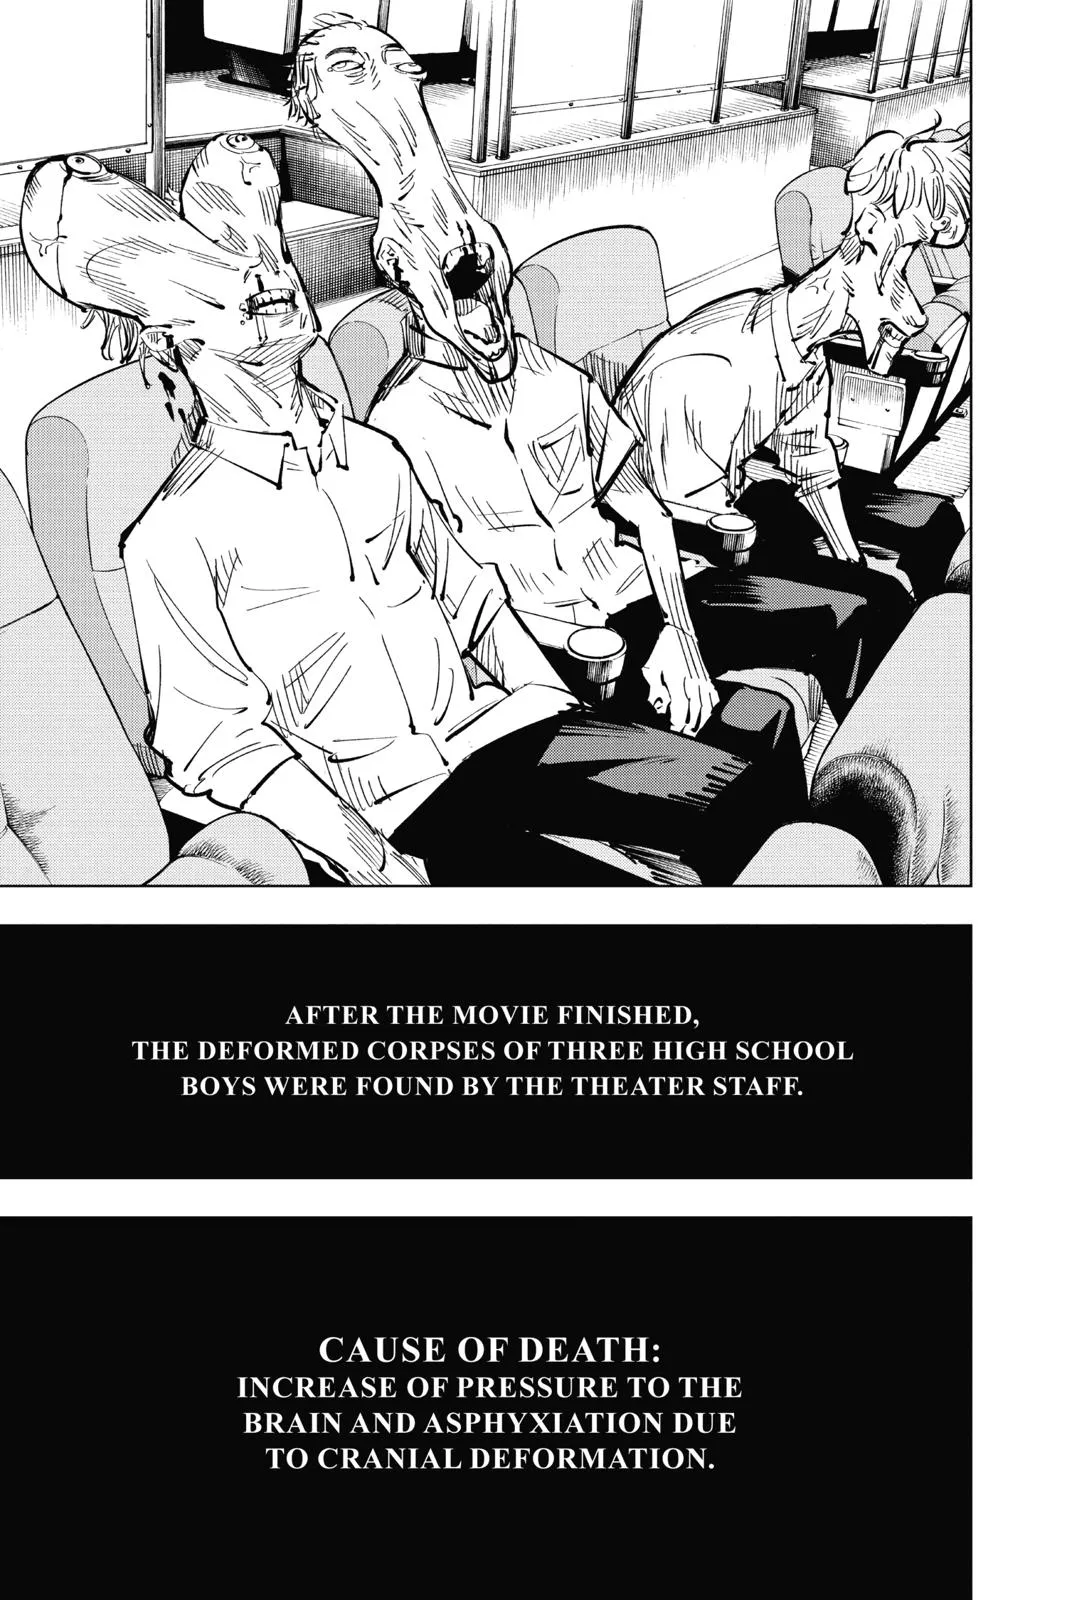 AFTER THE MOVIE FINISHED,
THE DEFORMED CORPSES OF THREE HIGH SCHOOL
BOYS WERE FOUND BY THE THEATER STAFF.
CAUSE OF DEATH:
INCREASE OF PRESSURE TO THE
BRAIN AND ASPHYXIATION DUE
TO CRANIAL DEFORMATION.